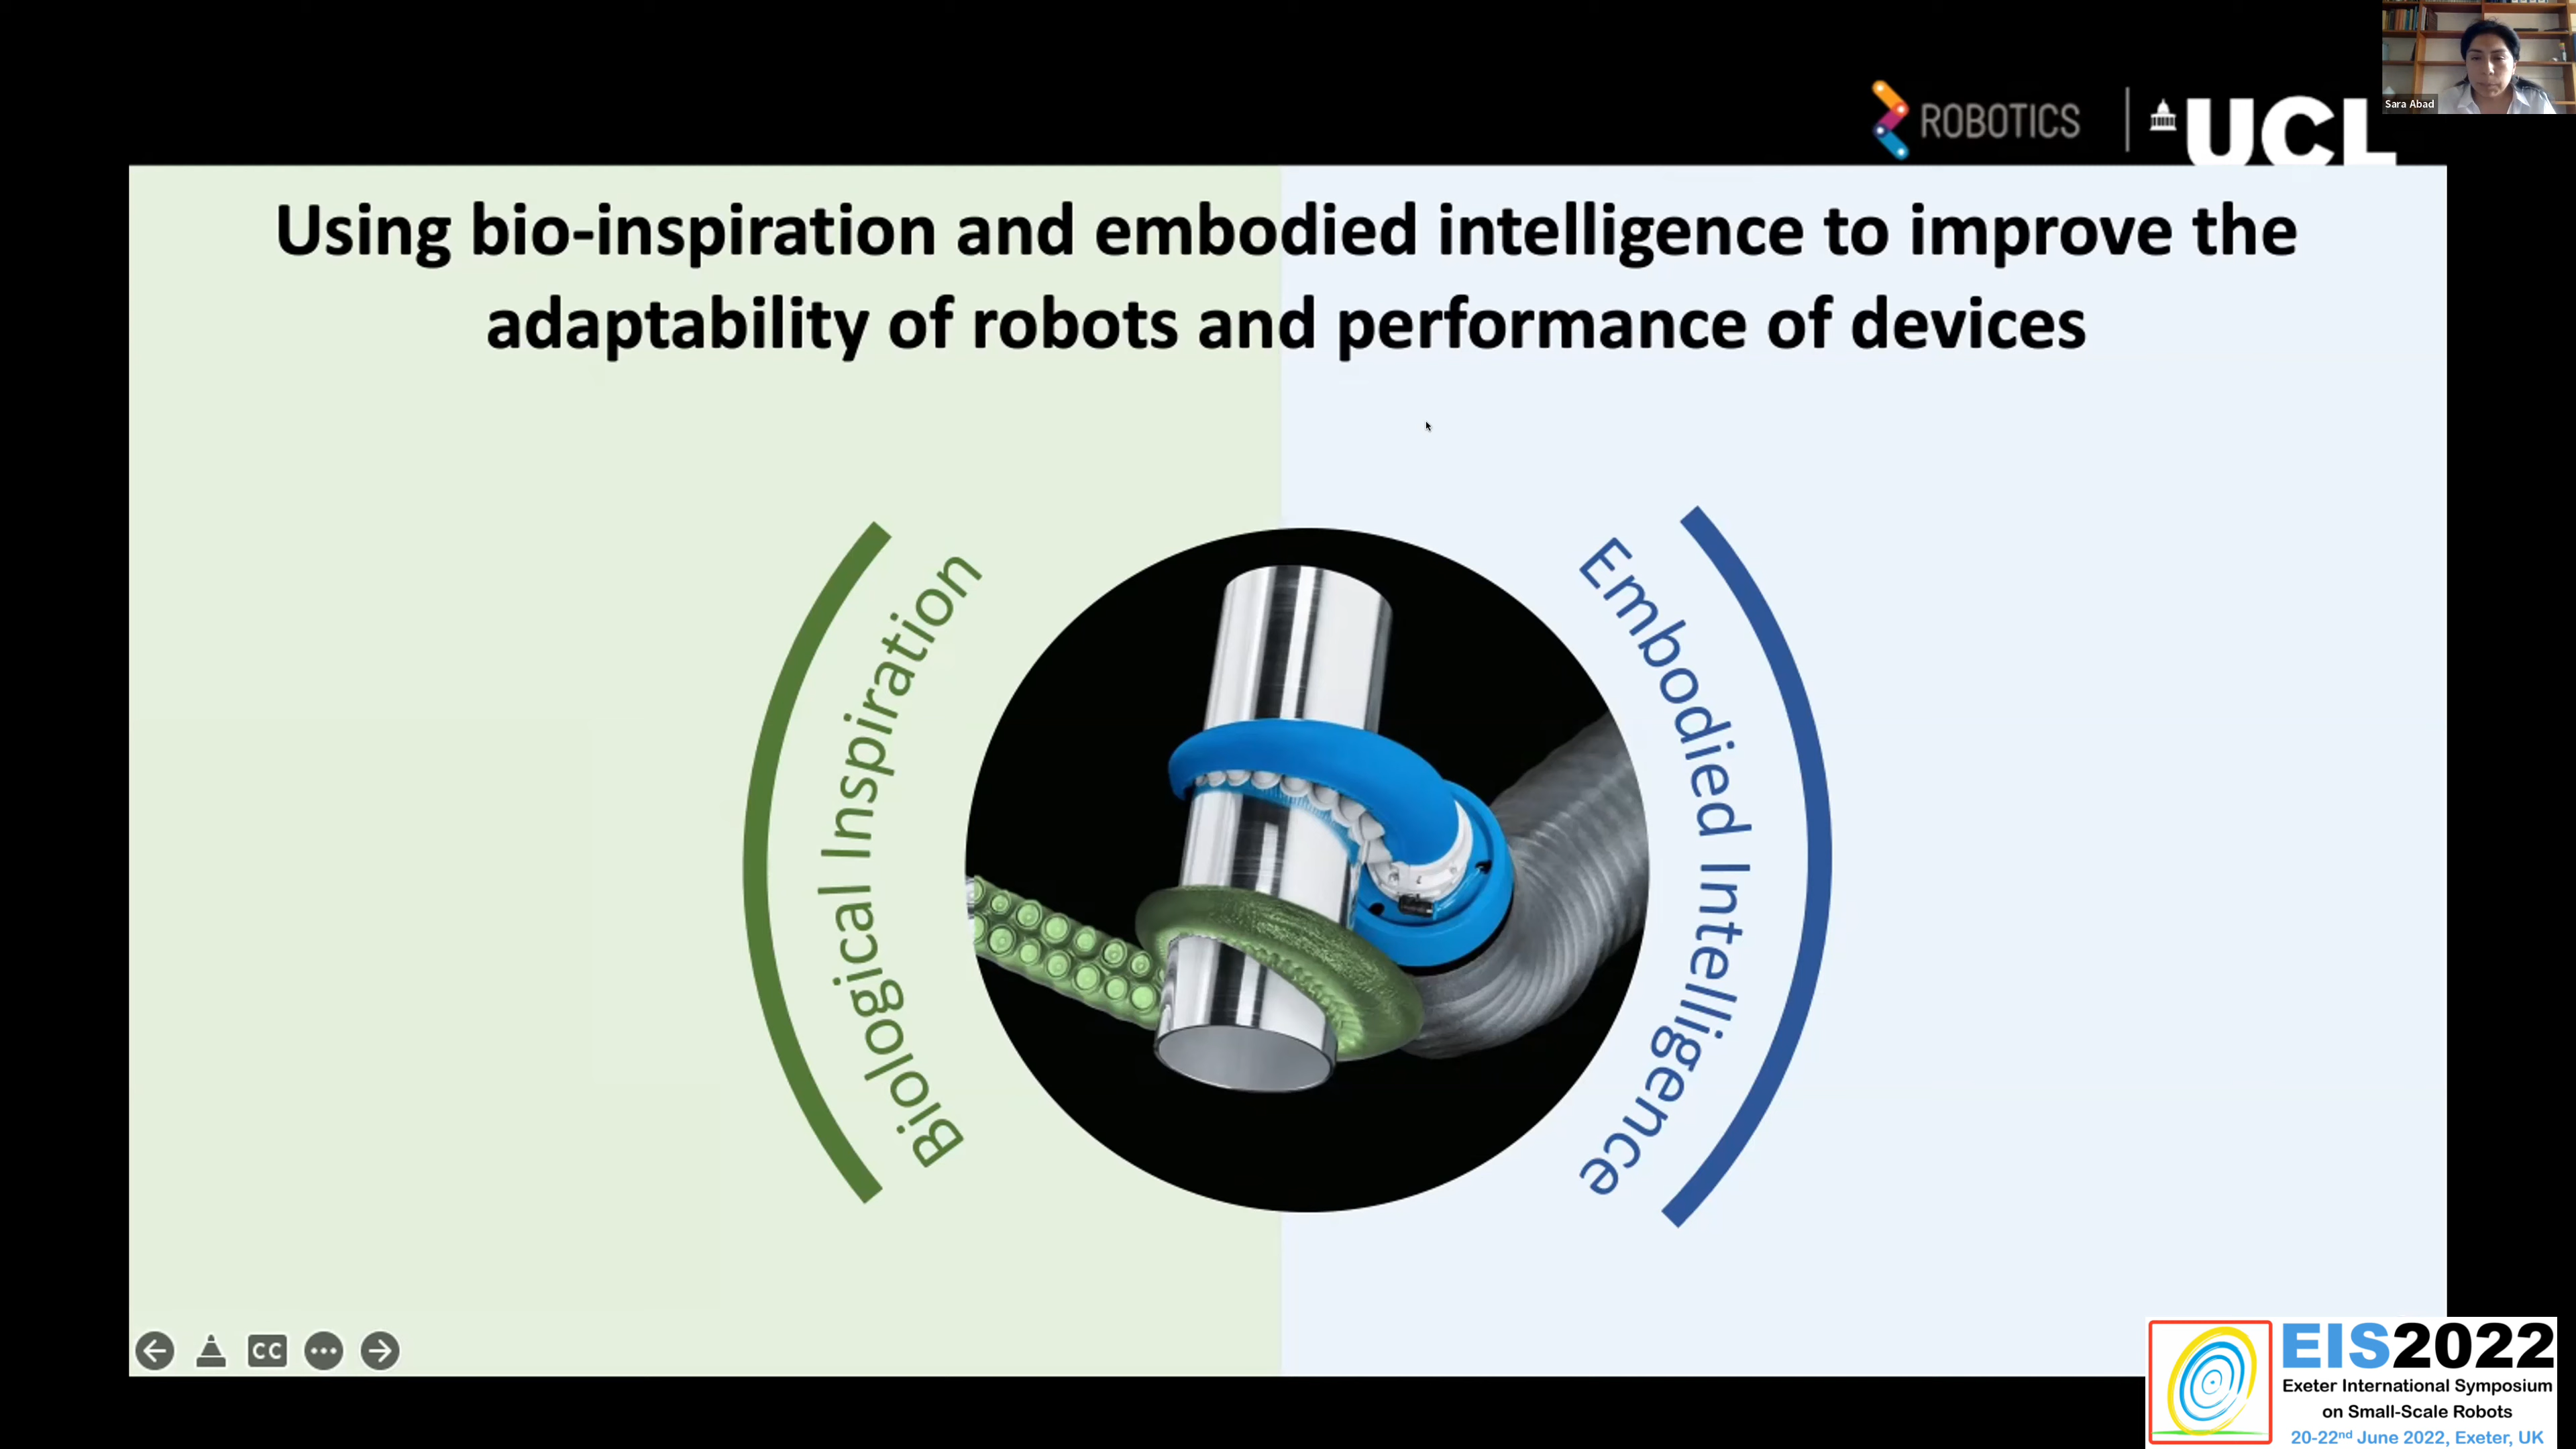 Sara Abad
ROBOTICS
UCL
Using bio-inspiration and embodied intelligence to improve the
adaptability of robots and performance of devices
Biological Inspiration
Embodied Intelligence
CC
EIS2022
Exeter International Symposium
on Small-Scale Robots
20-22nd June 2022, Exeter, UK